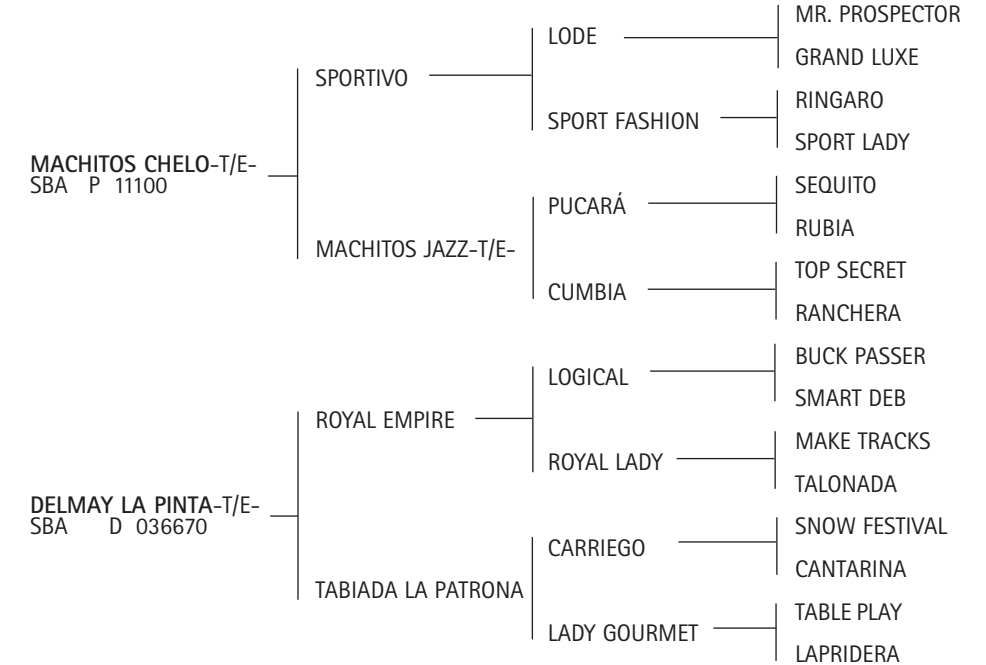 MR. PROSPECTOR
LODE
GRAND LUXE
SPORTIVO
RINGARO
SPORT FASHION
SPORT LADY
MACHITOS CHELO-T/E-
SBA P 11100
SEQUITO
PUCARÁ
RUBIA
MACHITOS JAZZ-T/E-
TOP SECRET
CUMBIA
RANCHERA
BUCK PASSER
LOGICAL
SMART DEB
ROYAL EMPIRE
MAKE TRACKS
ROYAL LADY
TALONADA
DELMAY LA PINTA-T/E-
SBA D 036670
SNOW FESTIVAL
CARRIEGO
CANTARINA
TABIADA LA PATRONA
TABLE PLAY
LADY GOURMET
LAPRIDERA